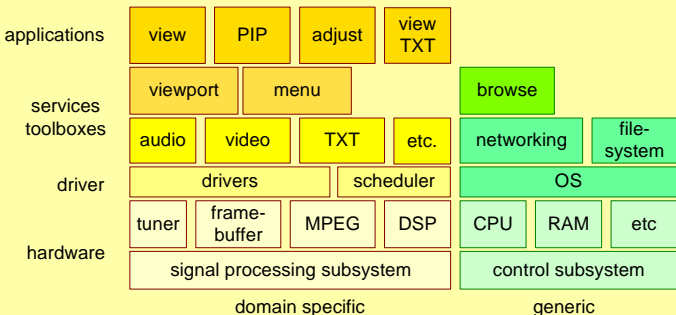 applications
view
PIP
adjust
view
TXT
services
toolboxes
viewport
menu
browse
audio
video
TXT
etc.
networking
file-
system
driver
drivers
scheduler
OS
hardware
tuner
frame-
buffer
MPEG
DSP
CPU
RAM
etc
signal processing subsystem
control subsystem
domain specific
generic